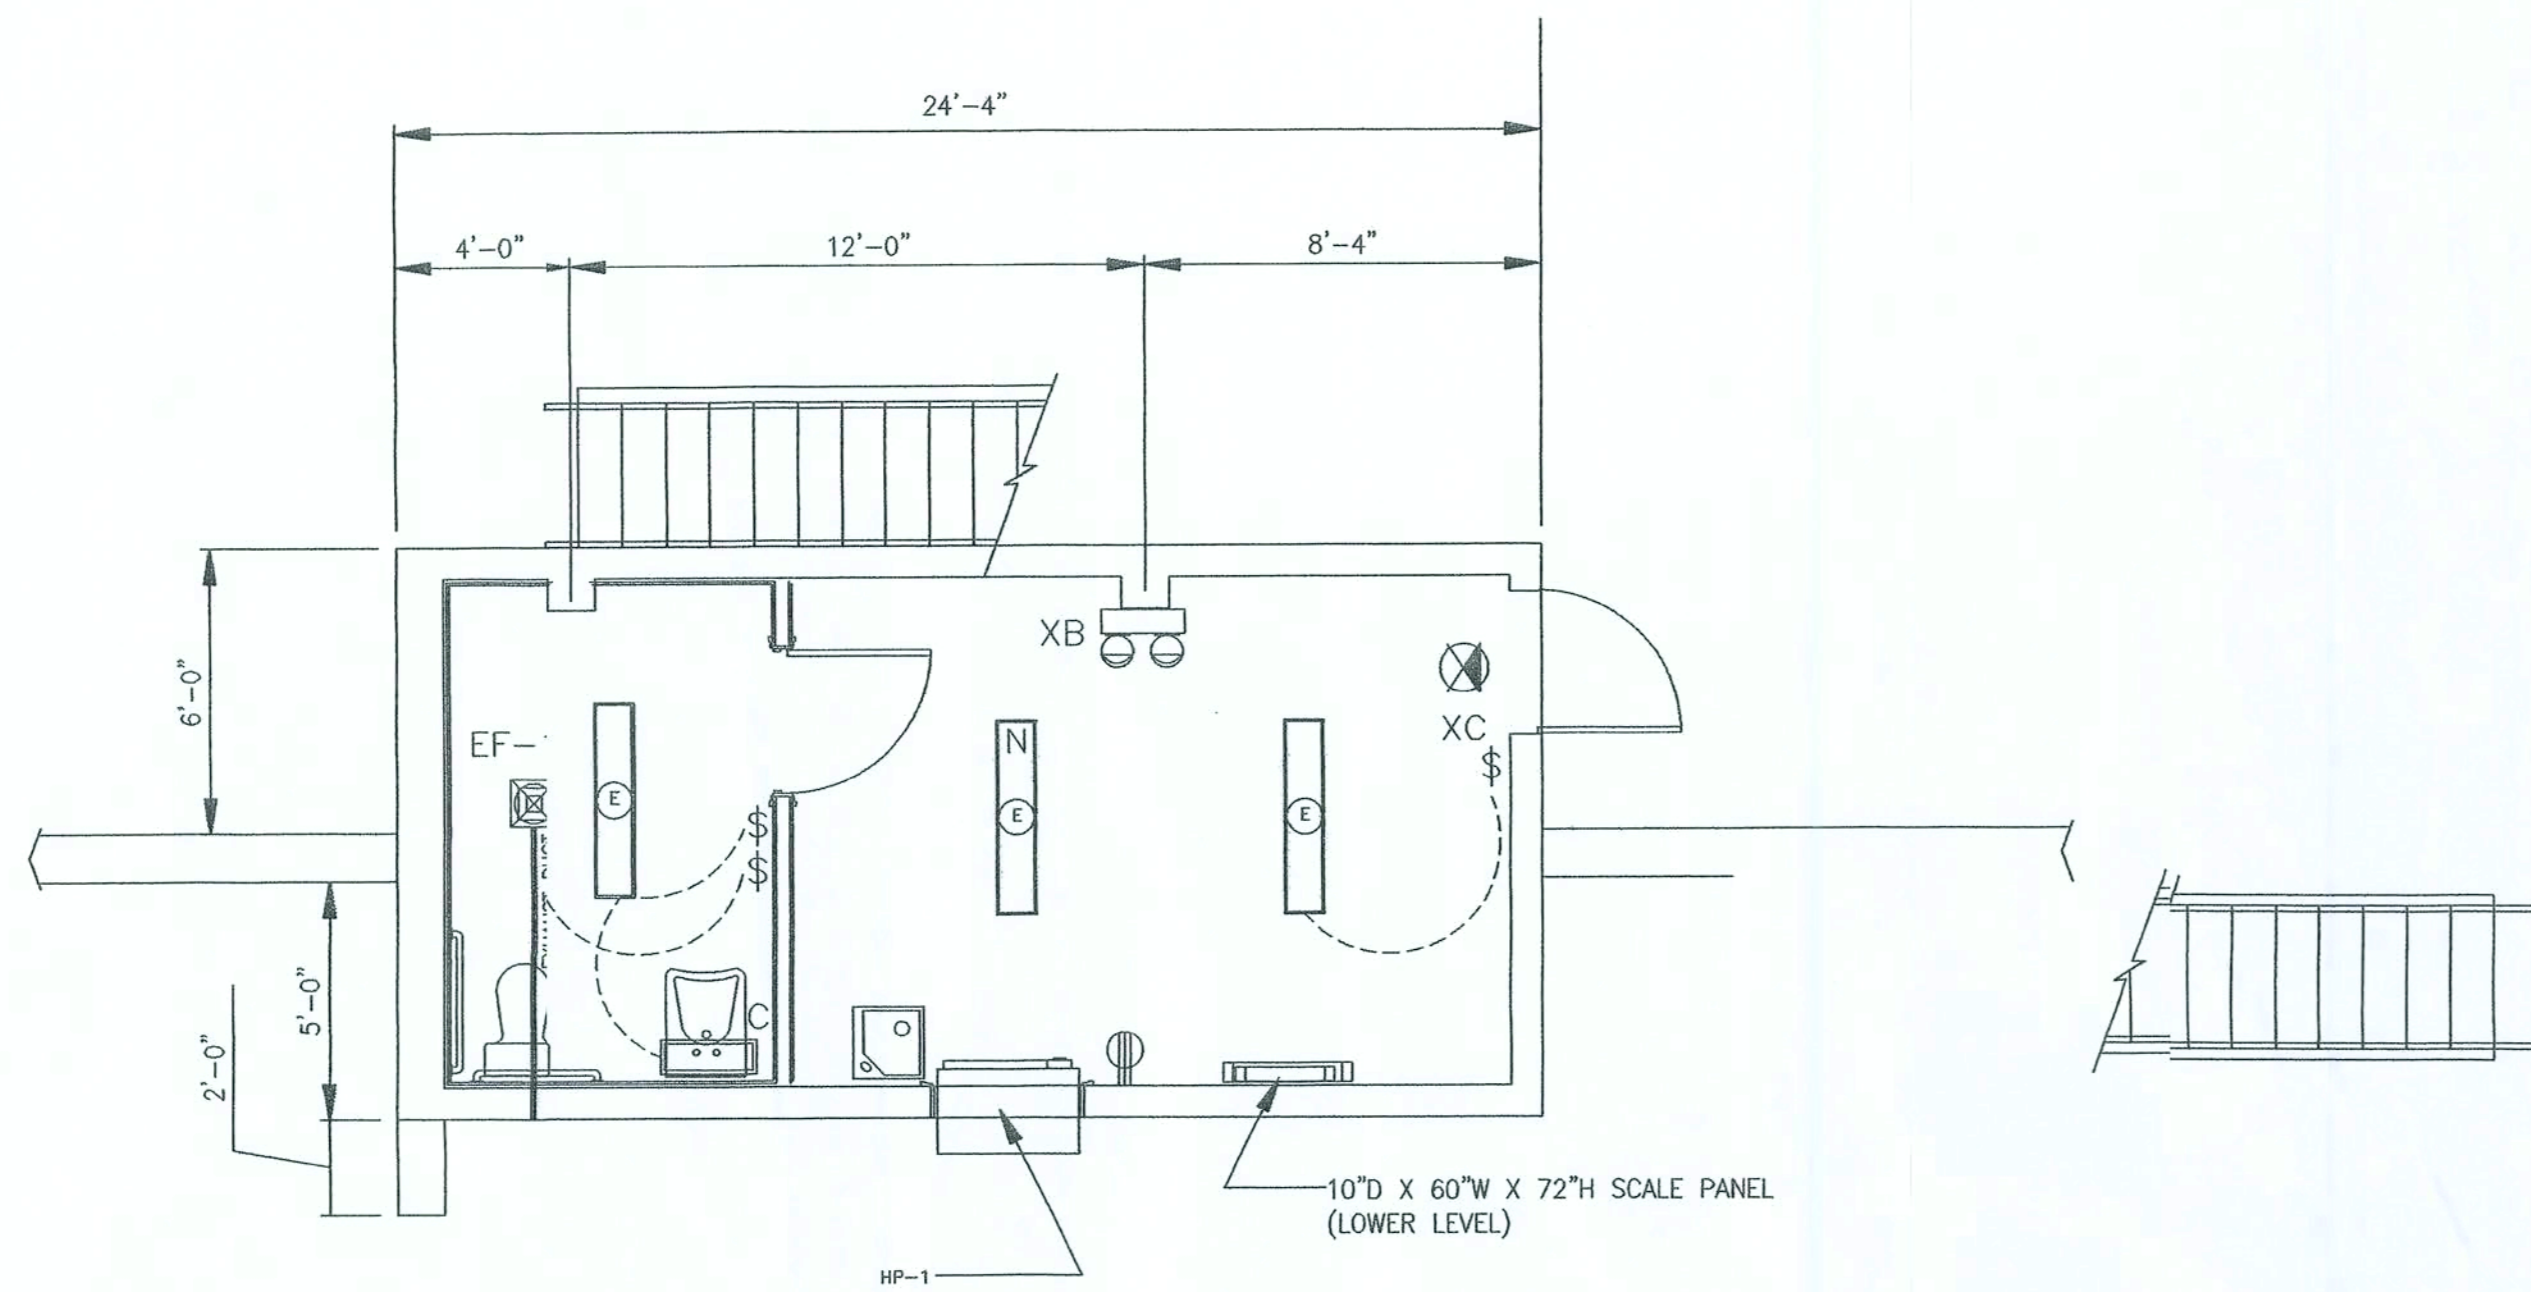 24'-4"
4'-0"
12'-0"
8'-4"
6'-0"
XB
EF-
N
XC
$
E
E
E
$
$
5'-0"
2'-0"
C
10"D X 60"W X 72"H SCALE PANEL
(LOWER LEVEL)
HP-1